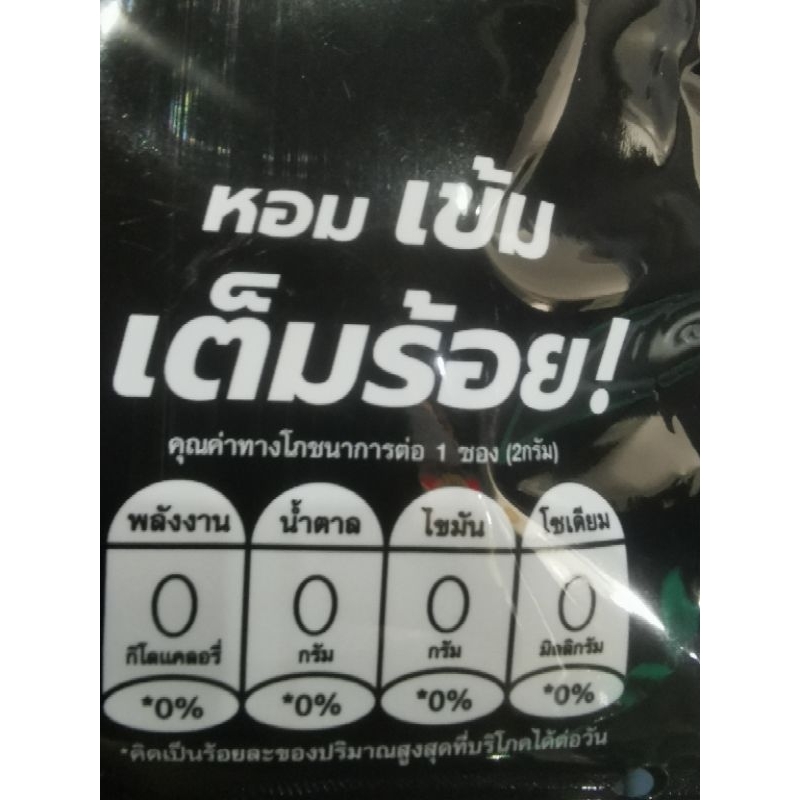 หอม เข้ม
เต็มร้อย!
คุณค่าทางโภชนาการต่อ 1 ซอง (2กรัม)
พลังงาน น้ำตาล ไขมัน โซเดียม
0 0 0 0
กิโลแคลอรี่ กรัม กรัม มิลลิกรัม
*0% *0% *0% *0%
*คิดเป็นร้อยละของปริมาณสูงสุดที่บริโภคได้ต่อวัน